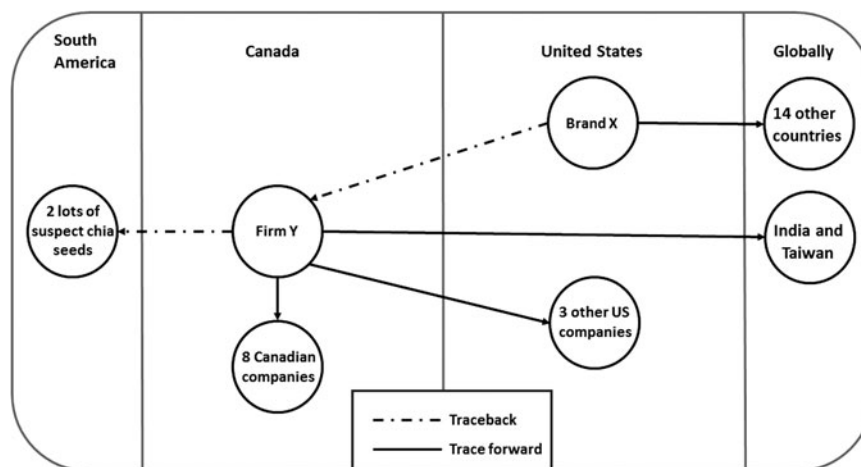 South
America
Canada
United States
Globally
Brand X
14 other
countries
2 lots of
suspect chia
seeds
Firm Y
India and
Taiwan
3 other US
companies
8 Canadian
companies
Traceback
Trace forward